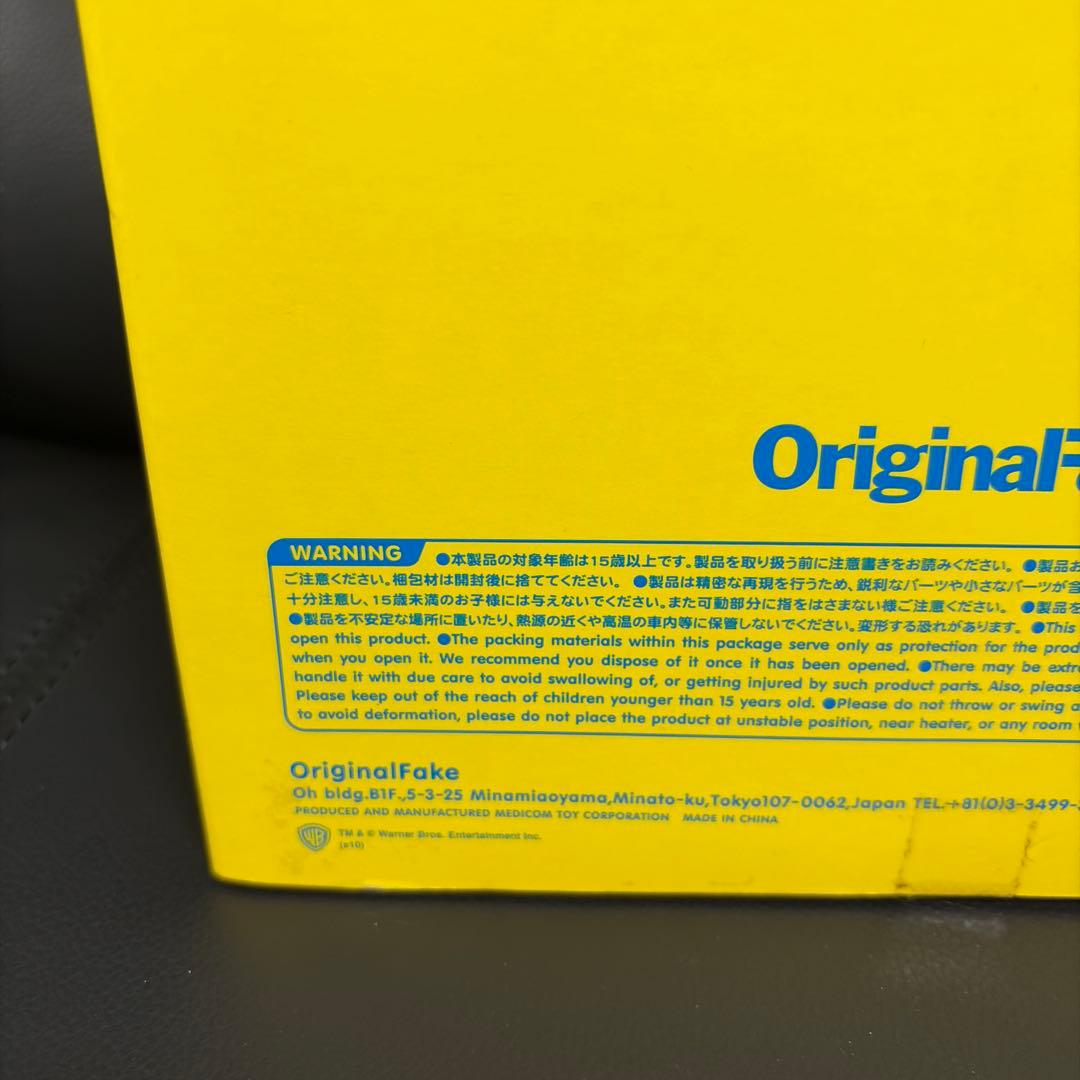 OriginalFa
WARNING
●本製品の対象年齢は15歳以上です。製品を取り扱う前に注意書きをお読みください。 ●製品お
ご注意ください。梱包材は開封後に捨ててください。 ●製品は精密な再現を行うため、鋭利なパーツや小さなパーツが含
十分注意し、15歳未満のお子様には与えないでください。また可動部分に指をはさまない様ご注意ください。 ●製品を
●製品を不安定な場所に置いたり、熱源の近くや高温の車内等に保管しないでください。変形する恐れがあります。 ●This
open this product. ●The packing materials within this package serve only as protection for the prod
when you open it. We recommend you dispose of it once it has been opened. ●There may be extre
handle it with due care to avoid swallowing of, or getting injured by such product parts. Also, please
Please keep out of the reach of children younger than 15 years old. ●Please do not throw or swing a
to avoid deformation, please do not place the product at unstable position, near heater, or any room
OriginalFake
Oh bldg.B1F.,5-3-25 Minamiaoyama,Minato-ku,Tokyo107-0062,Japan TEL.+81(0)3-3499-
PRODUCED AND MANUFACTURED MEDICOM TOY CORPORATION MADE IN CHINA
WB TM & © Warner Bros. Entertainment Inc.
(s10)